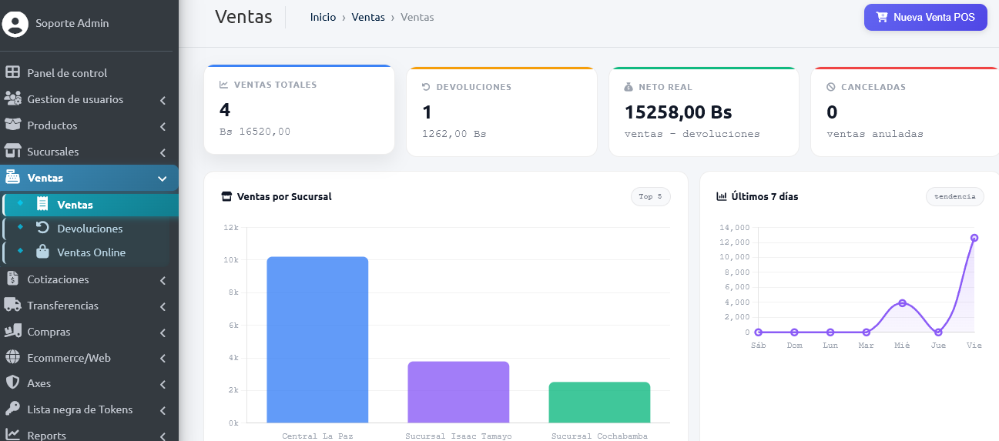 Soporte Admin
Panel de control
Gestion de usuarios
Productos
Sucursales
Ventas
Ventas
Devoluciones
Ventas Online
Cotizaciones
Transferencias
Compras
Ecommerce/Web
Axes
Lista negra de Tokens
Reports
Ventas
Inicio › Ventas › Ventas
Nueva Venta POS
VENTAS TOTALES
4
Bs 16520,00
DEVOLUCIONES
1
1262,00 Bs
NETO REAL
15258,00 Bs
ventas - devoluciones
CANCELADAS
0
ventas anuladas
Ventas por Sucursal
Top 5
12k
10k
8k
6k
4k
2k
0k
Central La Paz Sucursal Isaac Tamayo Sucursal Cochabamba
Últimos 7 días
tendencia
14,000
12,000
10,000
8,000
6,000
4,000
2,000
0
Sáb Dom Lun Mar Mié Jue Vie